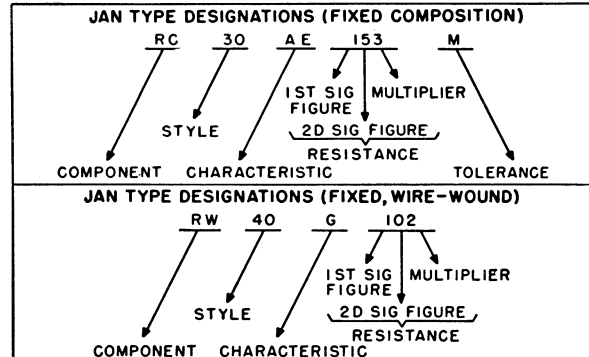 JAN TYPE DESIGNATIONS (FIXED COMPOSITION)
RC 30 AE 153 M
1ST SIG FIGURE MULTIPLIER
2D SIG FIGURE
STYLE
RESISTANCE
COMPONENT CHARACTERISTIC TOLERANCE
JAN TYPE DESIGNATIONS (FIXED, WIRE-WOUND)
RW 40 G 102
1ST SIG FIGURE MULTIPLIER
STYLE 2D SIG FIGURE
RESISTANCE
COMPONENT CHARACTERISTIC